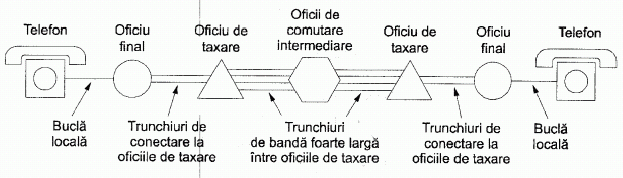 Telefon
Oficiu
final
Oficiu de
taxare
Oficii de
comutare
intermediare
Oficiu de
taxare
Oficiu
final
Telefon
Buclă
locală
Trunchiuri de
conectare la
oficiile de taxare
Trunchiuri
de bandă foarte largă
între oficiile de taxare
Trunchiuri de
conectare la
oficiile de taxare
Buclă
locală